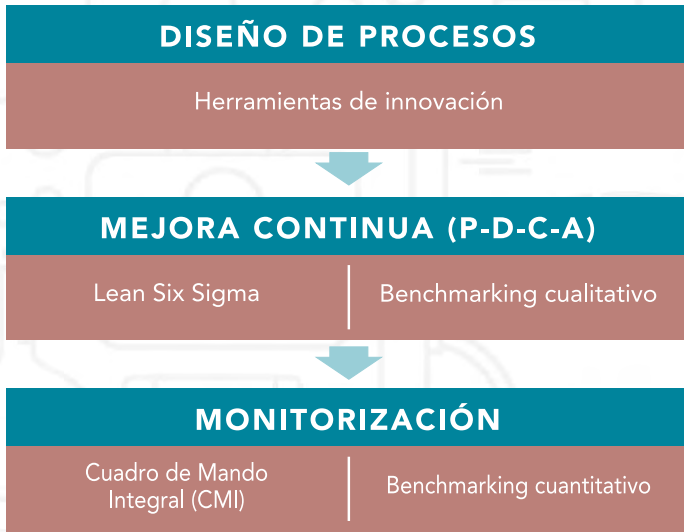 DISEÑO DE PROCESOS
Herramientas de innovación
MEJORA CONTINUA (P-D-C-A)
Lean Six Sigma
Benchmarking cualitativo
MONITORIZACIÓN
Cuadro de Mando
Integral (CMI)
Benchmarking cuantitativo